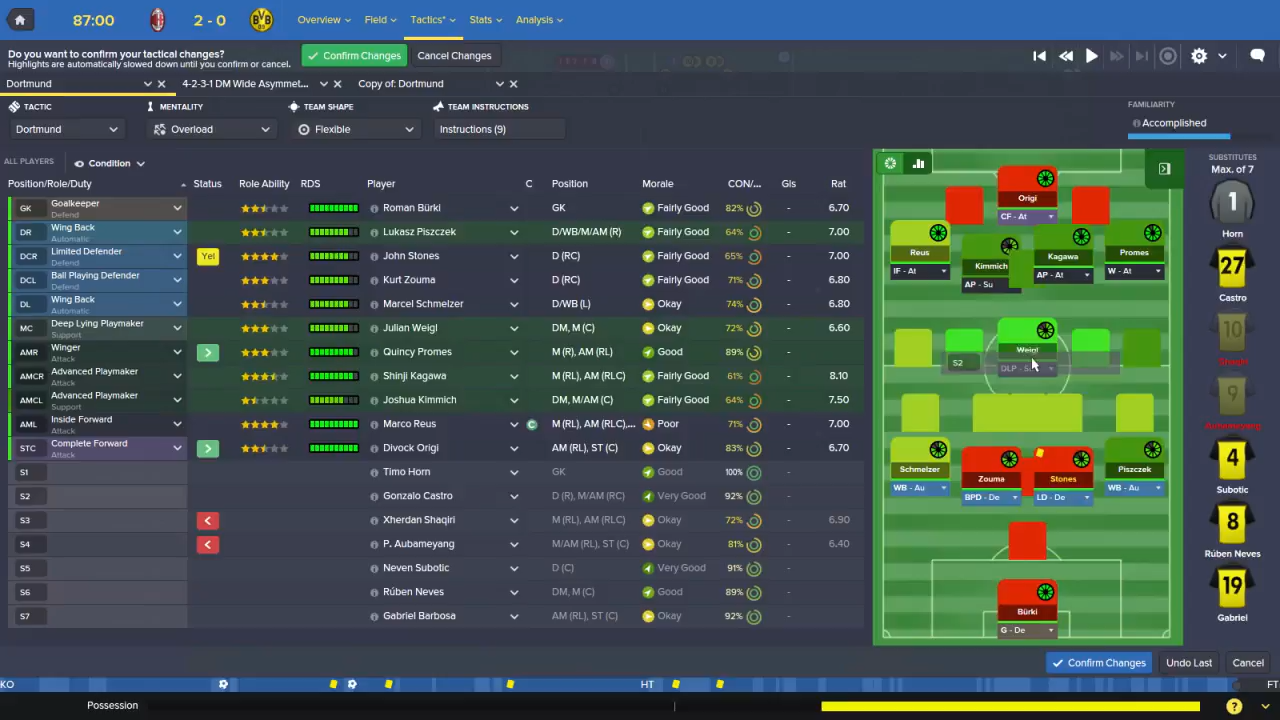 87:00
2 - 0
Overview
Field
Tactics*
Stats
Analysis
Do you want to confirm your tactical changes?
Highlights are automatically slowed down until you confirm or cancel.
Confirm Changes
Cancel Changes
Dortmund
4-2-3-1 DM Wide Asymmet...
Copy of: Dortmund
TACTIC
MENTALITY
TEAM SHAPE
TEAM INSTRUCTIONS
FAMILIARITY
Dortmund
Overload
Flexible
Instructions (9)
Accomplished
ALL PLAYERS
Condition
Position/Role/Duty
Status
Role Ability
RDS
Player
C
Position
Morale
CON/...
Gls
Rat
GK Goalkeeper Defend Roman Bürki GK Fairly Good 82% - 6.70
DR Wing Back Automatic Lukasz Piszczek D/WB/M/AM (R) Fairly Good 64% - 7.00
DCR Limited Defender Defend Yel John Stones D (RC) Fairly Good 65% - 7.00
DCL Ball Playing Defender Defend Kurt Zouma D (RC) Fairly Good 71% - 6.80
DL Wing Back Automatic Marcel Schmelzer D/WB (L) Okay 74% - 6.80
MC Deep Lying Playmaker Support Julian Weigl DM, M (C) Okay 72% - 6.60
AMR Winger Attack Quincy Promes M (R), AM (RL) Good 89% -
AMCR Advanced Playmaker Attack Shinji Kagawa M (RL), AM (RLC) Fairly Good 61% - 8.10
AMCL Advanced Playmaker Support Joshua Kimmich DM, M/AM (C) Fairly Good 64% - 7.50
AML Inside Forward Attack Marco Reus C M (RL), AM (RLC),... Poor 71% - 7.00
STC Complete Forward Attack Divock Origi AM (RL), ST (C) Okay 83% - 6.70
S1 Timo Horn GK Good 100% -
S2 Gonzalo Castro D (R), M/AM (RC) Very Good 92% -
S3 Xherdan Shaqiri M (RL), AM (RLC) Okay 72% - 6.90
S4 P. Aubameyang M/AM (RL), ST (C) Okay 81% - 6.40
S5 Neven Subotic D (C) Very Good 91% -
S6 Rúben Neves DM, M (C) Good 89% -
S7 Gabriel Barbosa AM (RL), ST (C) Okay 92% -
Origi
CF - At
Reus
IF - At
Kimmich
AP - Su
Kagawa
AP - At
Promes
W - At
Weigl
S2
Schmelzer
WB - Au
Zouma
BPD - De
Stones
LD - De
Piszczek
WB - Au
Bürki
G - De
SUBSTITUTES
Max. of 7
1
Horn
27
Castro
10
Shaqiri
9
Aubameyang
4
Subotic
8
Rúben Neves
19
Gabriel
Confirm Changes
Undo Last
Cancel
KO
HT
FT
Possession
?